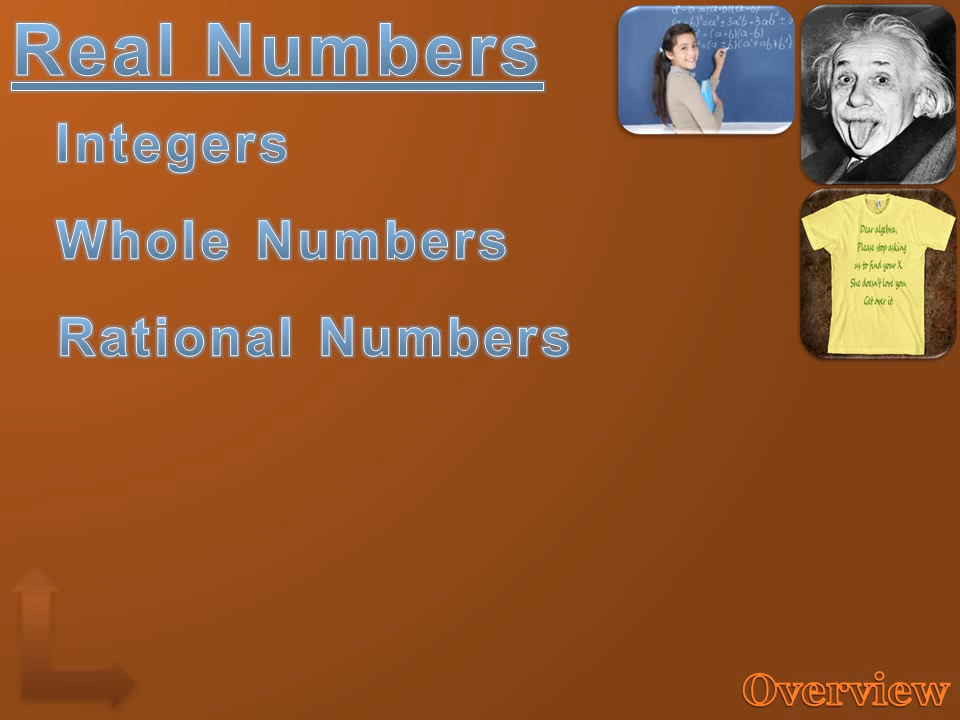 Real Numbers
Integers
Whole Numbers
Rational Numbers
Dear algebra,
Please stop asking
us to find your X.
She doesn't love you.
Get over it.
Overview